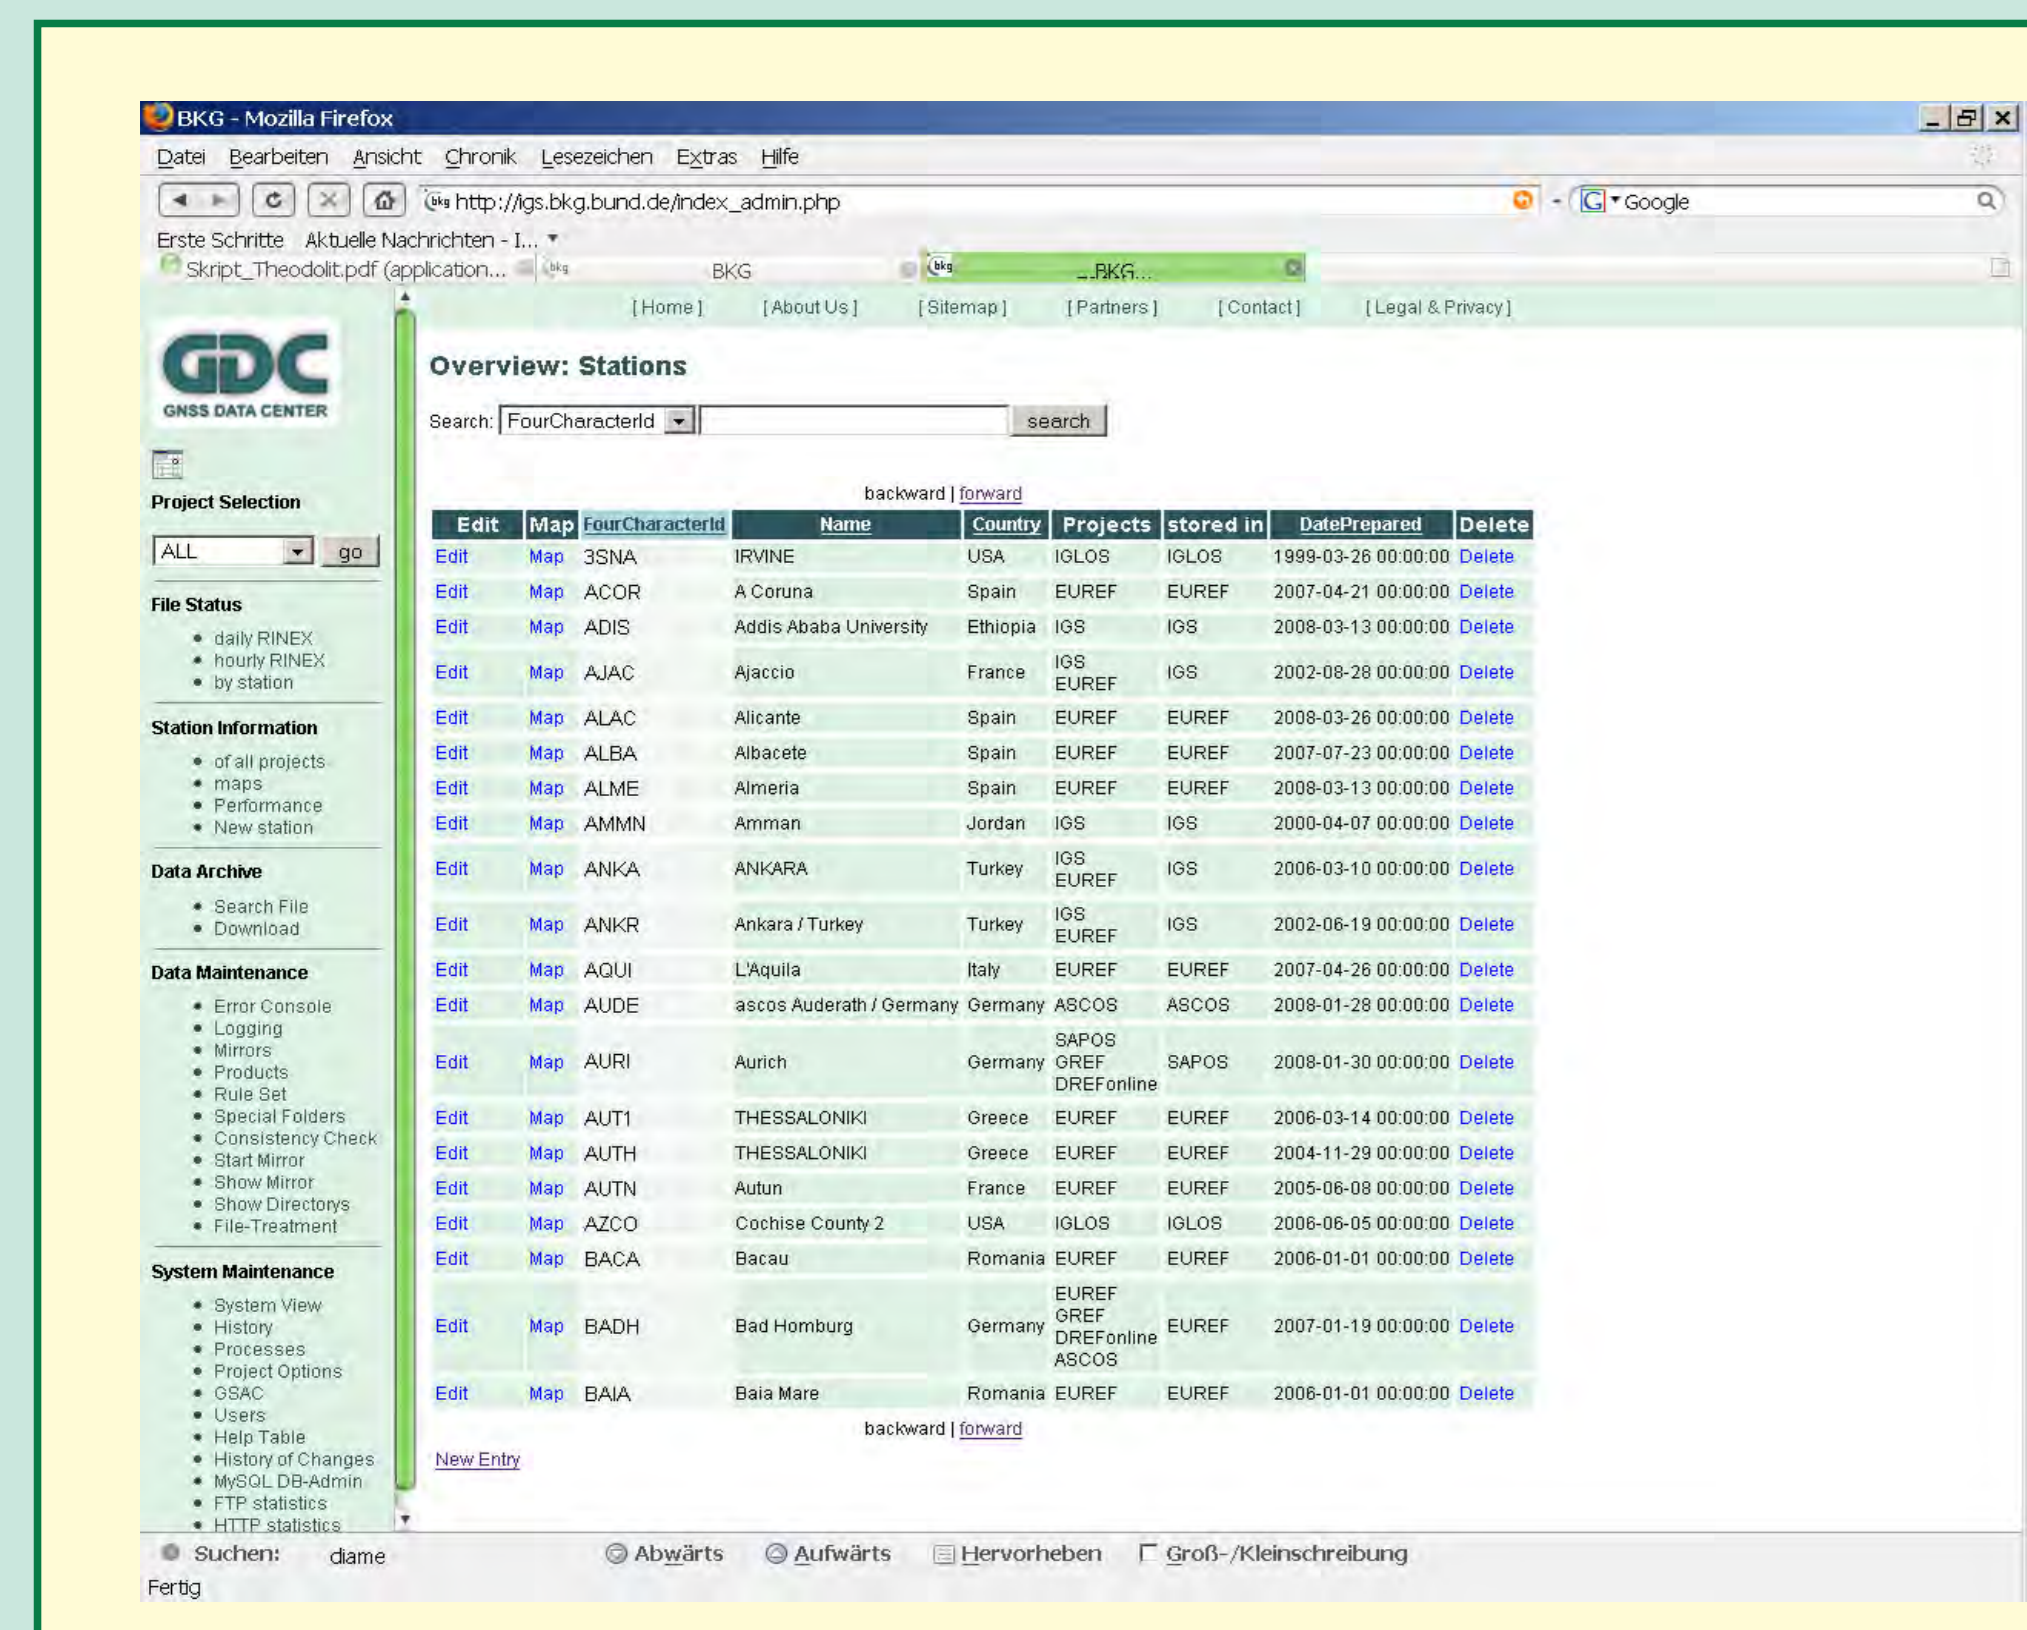 BKG - Mozilla Firefox
Datei Bearbeiten Ansicht Chronik Lesezeichen Extras Hilfe
bkg http://igs.bkg.bund.de/index_admin.php - G Google
Erste Schritte Aktuelle Nachrichten - I...
Skript_Theodolit.pdf (application... bkg BKG bkg BKG...
[ Home ] [ About Us ] [ Sitemap ] [ Partners ] [ Contact ] [ Legal & Privacy ]
GDC
GNSS DATA CENTER
Project Selection
ALL go
File Status
daily RINEX
hourly RINEX
by station
Station Information
of all projects
maps
Performance
New station
Data Archive
Search File
Download
Data Maintenance
Error Console
Logging
Mirrors
Products
Rule Set
Special Folders
Consistency Check
Start Mirror
Show Mirror
Show Directorys
File-Treatment
System Maintenance
System View
History
Processes
Project Options
GSAC
Users
Help Table
History of Changes
MySQL DB-Admin
FTP statistics
HTTP statistics
Overview: Stations
Search: FourCharacterId search
backward | forward
Edit Map FourCharacterId Name Country Projects stored in DatePrepared Delete
Edit Map 3SNA IRVINE USA IGLOS IGLOS 1999-03-26 00:00:00 Delete
Edit Map ACOR A Coruna Spain EUREF EUREF 2007-04-21 00:00:00 Delete
Edit Map ADIS Addis Ababa University Ethiopia IGS IGS 2008-03-13 00:00:00 Delete
Edit Map AJAC Ajaccio France IGS EUREF IGS 2002-08-28 00:00:00 Delete
Edit Map ALAC Alicante Spain EUREF EUREF 2008-03-26 00:00:00 Delete
Edit Map ALBA Albacete Spain EUREF EUREF 2007-07-23 00:00:00 Delete
Edit Map ALME Almeria Spain EUREF EUREF 2008-03-13 00:00:00 Delete
Edit Map AMMN Amman Jordan IGS IGS 2000-04-07 00:00:00 Delete
Edit Map ANKA ANKARA Turkey IGS EUREF IGS 2006-03-10 00:00:00 Delete
Edit Map ANKR Ankara / Turkey Turkey IGS EUREF IGS 2002-06-19 00:00:00 Delete
Edit Map AQUI L'Aquila Italy EUREF EUREF 2007-04-26 00:00:00 Delete
Edit Map AUDE ascos Auderath / Germany Germany ASCOS ASCOS 2008-01-28 00:00:00 Delete
Edit Map AURI Aurich Germany SAPOS GREF DREFonline SAPOS 2008-01-30 00:00:00 Delete
Edit Map AUT1 THESSALONIKI Greece EUREF EUREF 2006-03-14 00:00:00 Delete
Edit Map AUTH THESSALONIKI Greece EUREF EUREF 2004-11-29 00:00:00 Delete
Edit Map AUTN Autun France EUREF EUREF 2005-06-08 00:00:00 Delete
Edit Map AZCO Cochise County 2 USA IGLOS IGLOS 2006-06-05 00:00:00 Delete
Edit Map BACA Bacau Romania EUREF EUREF 2006-01-01 00:00:00 Delete
Edit Map BADH Bad Homburg Germany EUREF GREF DREFonline ASCOS EUREF 2007-01-19 00:00:00 Delete
Edit Map BAIA Baia Mare Romania EUREF EUREF 2006-01-01 00:00:00 Delete
backward | forward
New Entry
Suchen: diame Abwärts Aufwärts Hervorheben Groß-/Kleinschreibung
Fertig